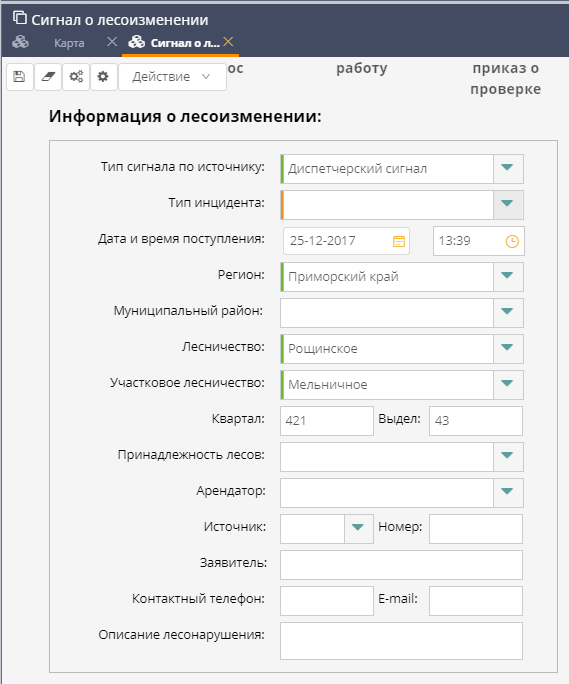 Сигнал о лесоизменении
Карта
Сигнал о л...
Действие
ос
работу
приказ о
проверке
Информация о лесоизменении:
Тип сигнала по источнику: Диспетчерский сигнал
Тип инцидента:
Дата и время поступления: 25-12-2017 13:39
Регион: Приморский край
Муниципальный район:
Лесничество: Рощинское
Участковое лесничество: Мельничное
Квартал: 421 Выдел: 43
Принадлежность лесов:
Арендатор:
Источник: Номер:
Заявитель:
Контактный телефон: E-mail:
Описание лесонарушения: